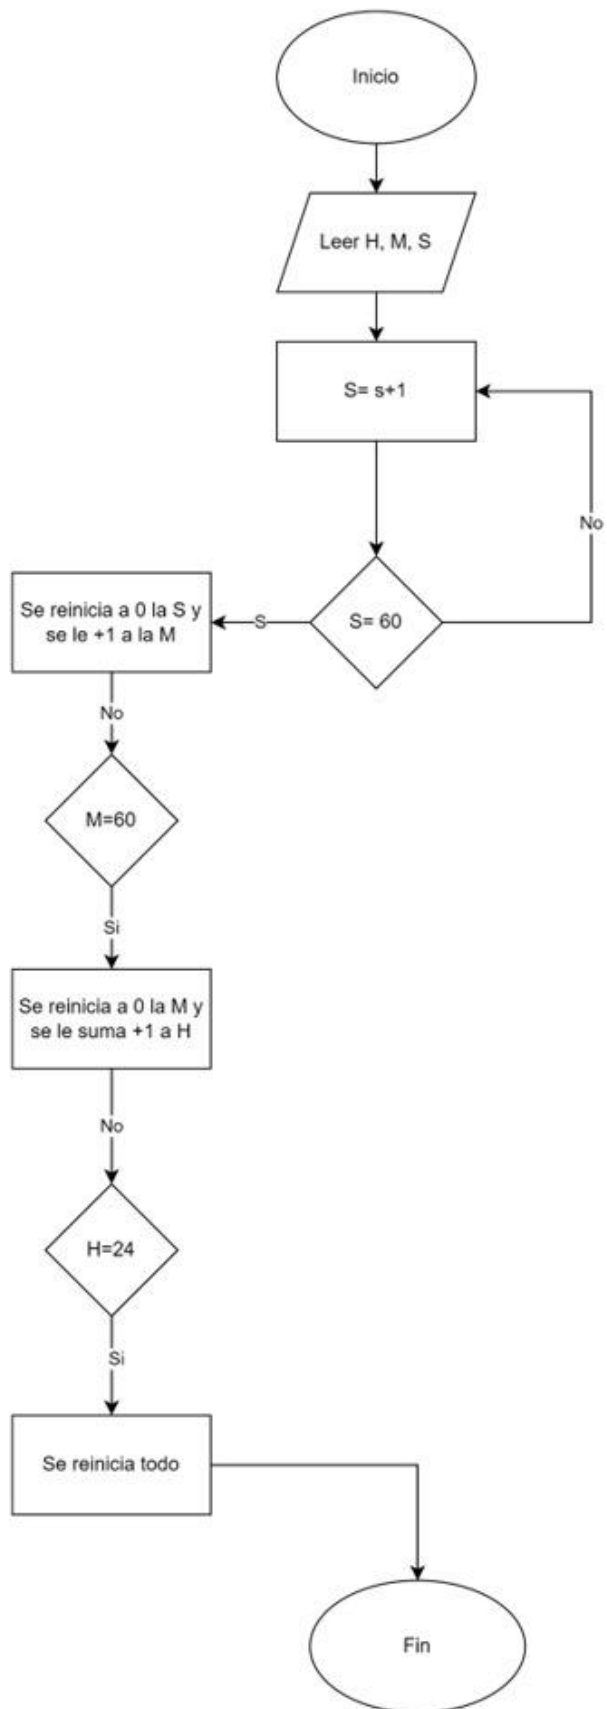 Inicio
Leer H, M, S
S= s+1
No
S= 60
S
Se reinicia a 0 la S y
se le +1 a la M
No
M=60
Si
Se reinicia a 0 la M y
se le suma +1 a H
No
H=24
Si
Se reinicia todo
Fin